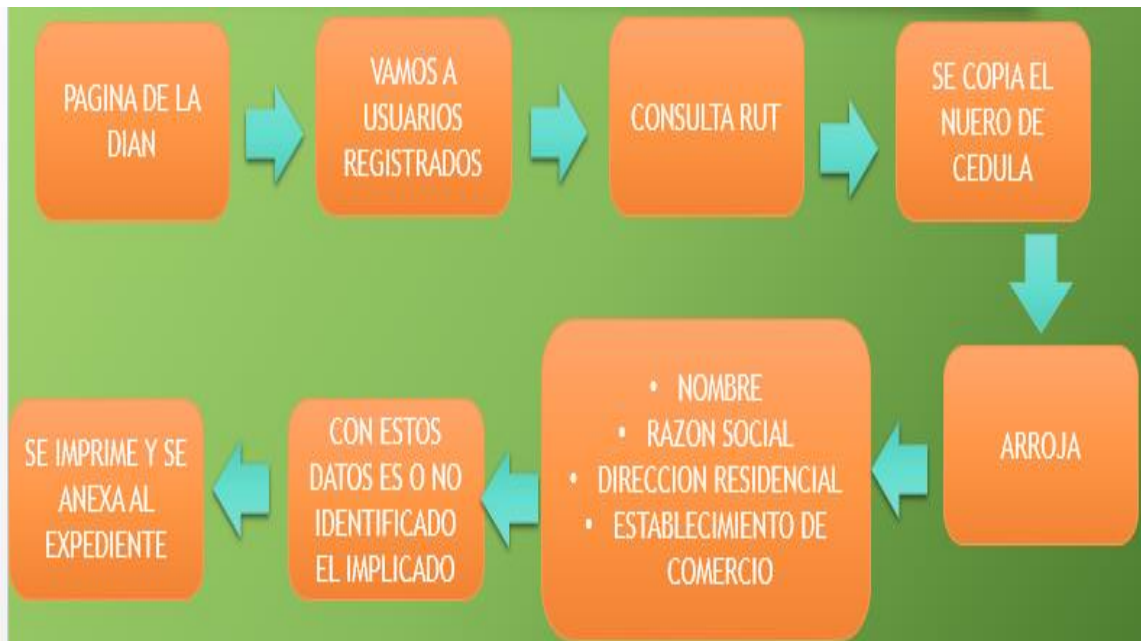 PAGINA DE LA
DIAN
VAMOS A
USUARIOS
REGISTRADOS
CONSULTA RUT
SE COPIA EL
NUERO DE
CEDULA
ARROJA
• NOMBRE
• RAZON SOCIAL
• DIRECCION RESIDENCIAL
• ESTABLECIMIENTO DE
COMERCIO
CON ESTOS
DATOS ES O NO
IDENTIFICADO
EL IMPLICADO
SE IMPRIME Y SE
ANEXA AL
EXPEDIENTE